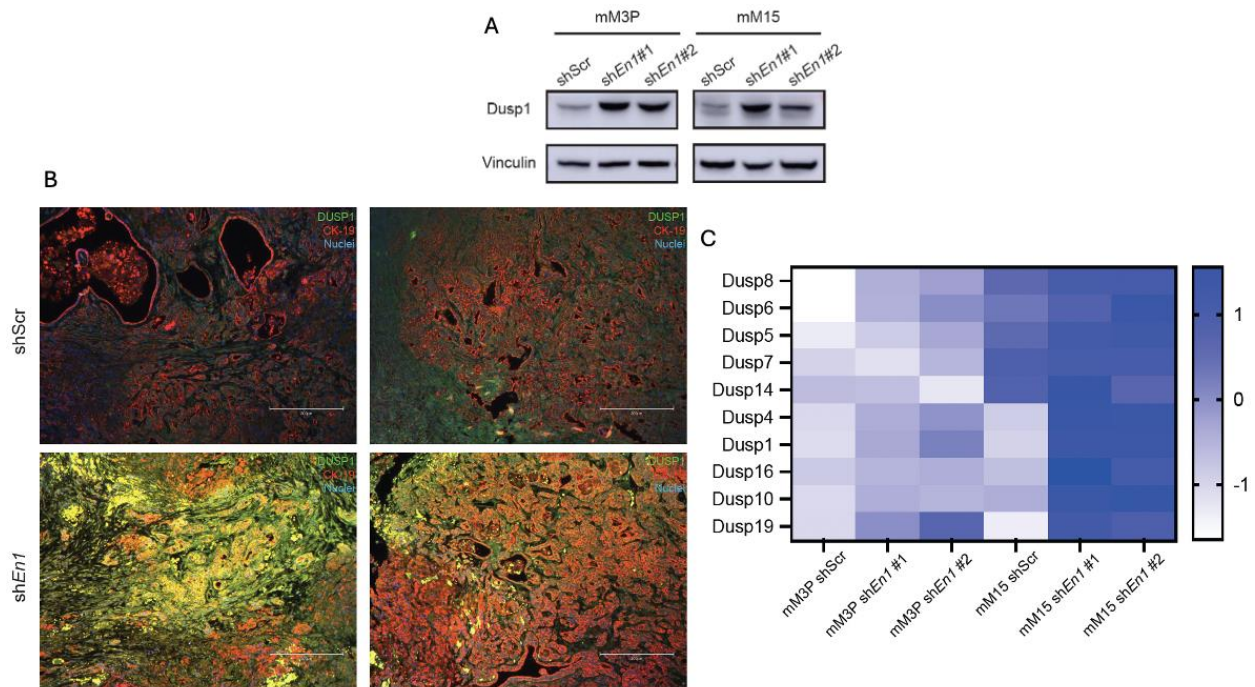 A
mM3P
mM15
shScr
shEn1#1
shEn1#2
shScr
shEn1#1
shEn1#2
Dusp1
Vinculin
B
shScr
DUSP1
CK-19
Nuclei
DUSP1
CK-19
Nuclei
shEn1
DUSP1
CK-19
Nuclei
DUSP1
Nuclei
C
Dusp8
Dusp6
Dusp5
Dusp7
Dusp14
Dusp4
Dusp1
Dusp16
Dusp10
Dusp19
mM3P shScr
mM3P shEn1 #1
mM3P shEn1 #2
mM15 shScr
mM15 shEn1 #1
mM15 shEn1 #2
1
0
-1